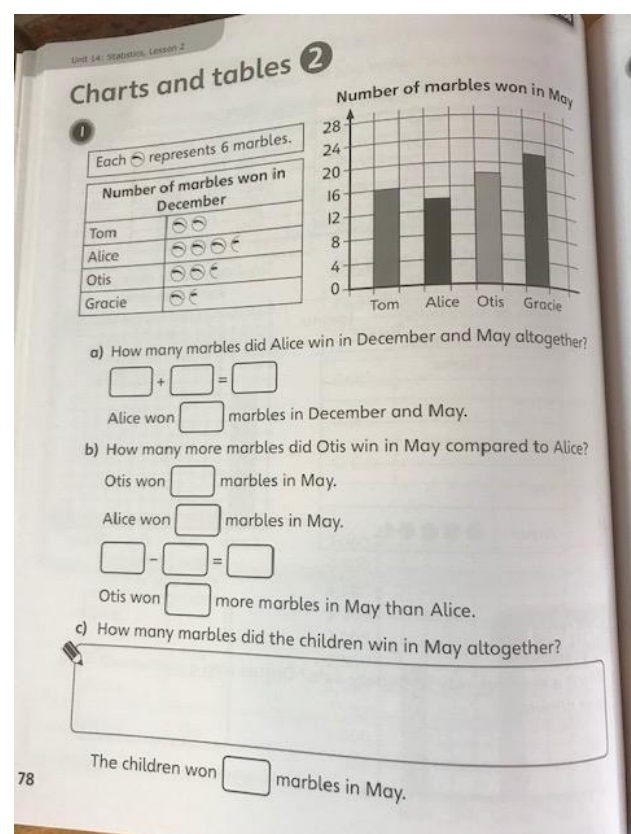 Unit 14: Statistics, Lesson 2
Charts and tables 2
1
Each represents 6 marbles.
Number of marbles won in
December
Tom
Alice
Otis
Gracie
Number of marbles won in May
28
24
20
16
12
8
4
0
Tom Alice Otis Gracie
a) How many marbles did Alice win in December and May altogether?
+ =
Alice won marbles in December and May.
b) How many more marbles did Otis win in May compared to Alice?
Otis won marbles in May.
Alice won marbles in May.
– =
Otis won more marbles in May than Alice.
c) How many marbles did the children win in May altogether?
The children won marbles in May.
78